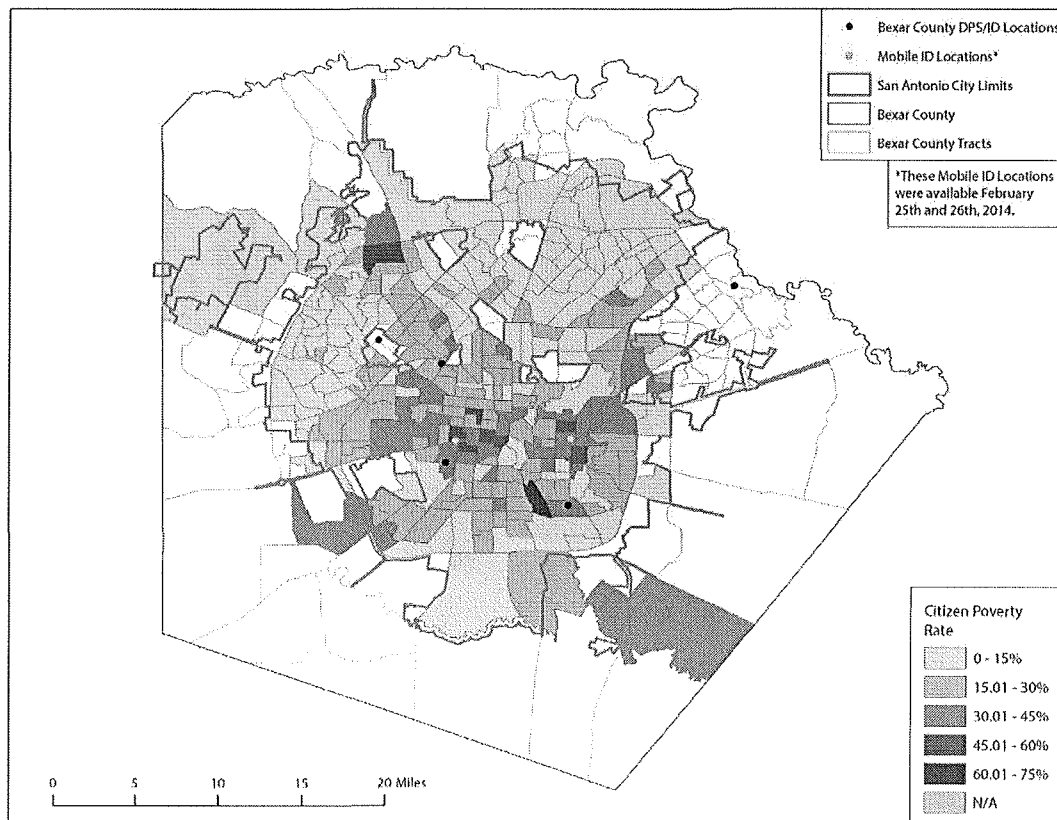 Bexar County DPS/ID Locations
Mobile ID Locations*
San Antonio City Limits
Bexar County
Bexar County Tracts
*These Mobile ID Locations
were available February
25th and 26th, 2014.
Citizen Poverty
Rate
0 - 15%
15.01 - 30%
30.01 - 45%
45.01 - 60%
60.01 - 75%
N/A
0 5 10 15 20 Miles